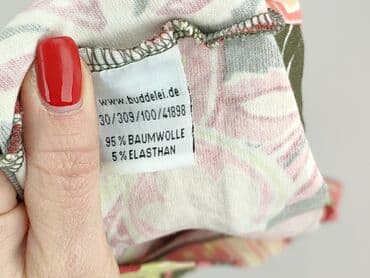 www.buddelei.de
30/309/100/41898
95 % BAUMWOLLE
5 % ELASTHAN